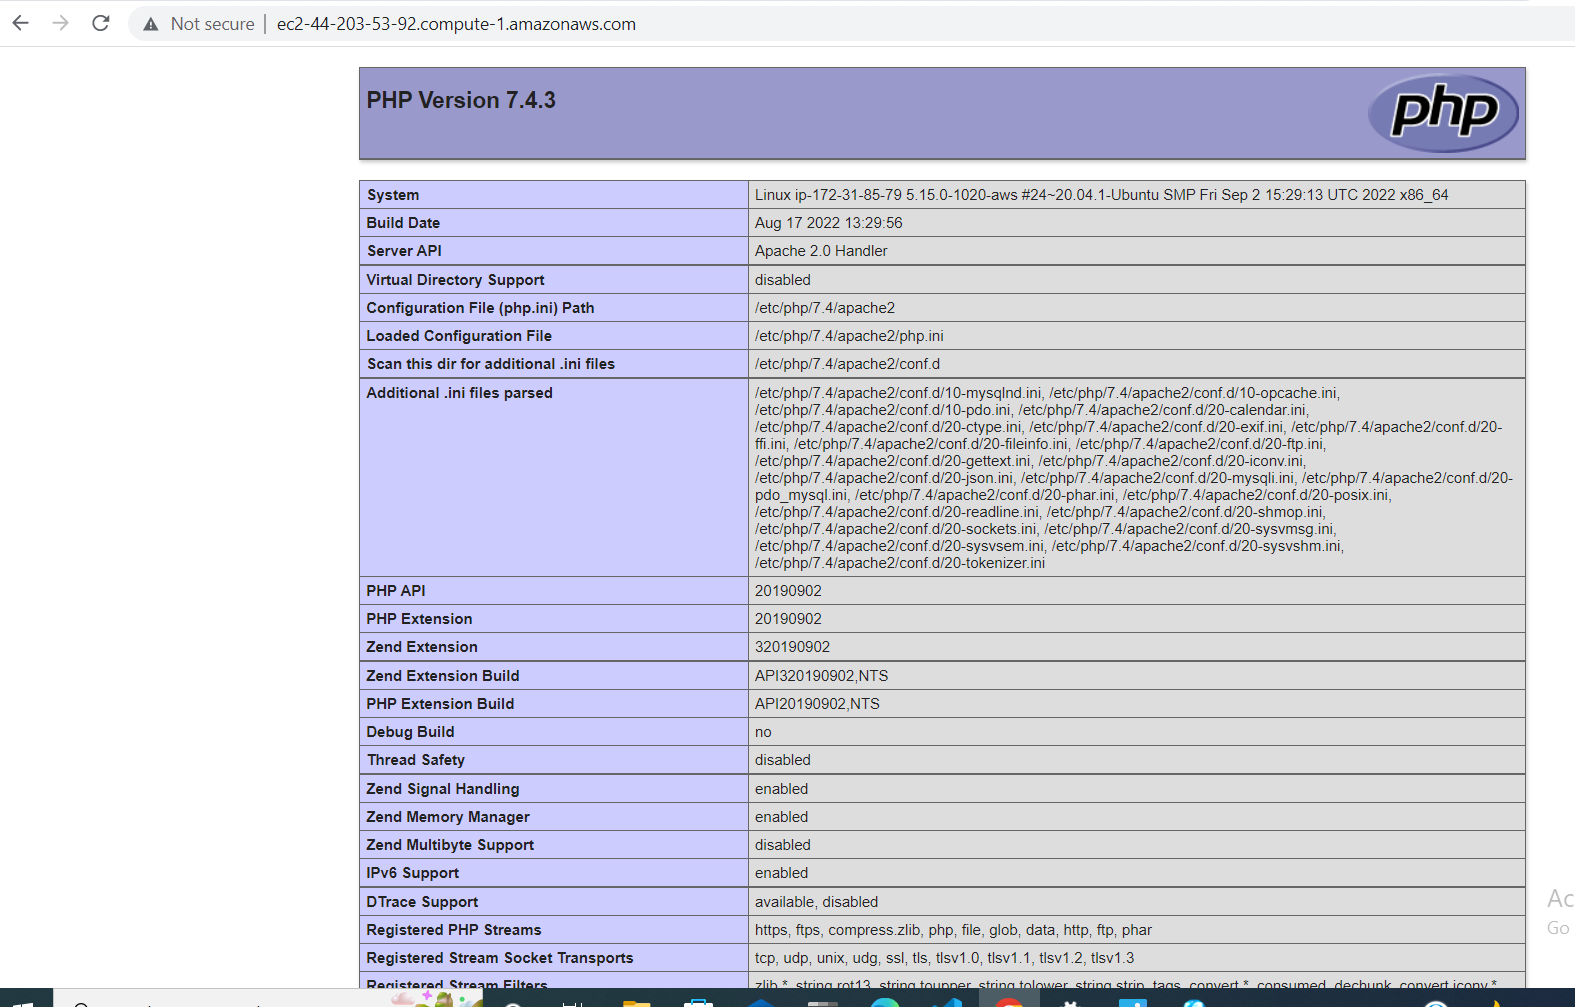 Not secure | ec2-44-203-53-92.compute-1.amazonaws.com
PHP Version 7.4.3
php
System Linux ip-172-31-85-79 5.15.0-1020-aws #24~20.04.1-Ubuntu SMP Fri Sep 2 15:29:13 UTC 2022 x86_64
Build Date Aug 17 2022 13:29:56
Server API Apache 2.0 Handler
Virtual Directory Support disabled
Configuration File (php.ini) Path /etc/php/7.4/apache2
Loaded Configuration File /etc/php/7.4/apache2/php.ini
Scan this dir for additional .ini files /etc/php/7.4/apache2/conf.d
Additional .ini files parsed /etc/php/7.4/apache2/conf.d/10-mysqlnd.ini, /etc/php/7.4/apache2/conf.d/10-opcache.ini,
/etc/php/7.4/apache2/conf.d/10-pdo.ini, /etc/php/7.4/apache2/conf.d/20-calendar.ini,
/etc/php/7.4/apache2/conf.d/20-ctype.ini, /etc/php/7.4/apache2/conf.d/20-exif.ini, /etc/php/7.4/apache2/conf.d/20-
ffi.ini, /etc/php/7.4/apache2/conf.d/20-fileinfo.ini, /etc/php/7.4/apache2/conf.d/20-ftp.ini,
/etc/php/7.4/apache2/conf.d/20-gettext.ini, /etc/php/7.4/apache2/conf.d/20-iconv.ini,
/etc/php/7.4/apache2/conf.d/20-json.ini, /etc/php/7.4/apache2/conf.d/20-mysqli.ini, /etc/php/7.4/apache2/conf.d/20-
pdo_mysql.ini, /etc/php/7.4/apache2/conf.d/20-phar.ini, /etc/php/7.4/apache2/conf.d/20-posix.ini,
/etc/php/7.4/apache2/conf.d/20-readline.ini, /etc/php/7.4/apache2/conf.d/20-shmop.ini,
/etc/php/7.4/apache2/conf.d/20-sockets.ini, /etc/php/7.4/apache2/conf.d/20-sysvmsg.ini,
/etc/php/7.4/apache2/conf.d/20-sysvsem.ini, /etc/php/7.4/apache2/conf.d/20-sysvshm.ini,
/etc/php/7.4/apache2/conf.d/20-tokenizer.ini
PHP API 20190902
PHP Extension 20190902
Zend Extension 320190902
Zend Extension Build API320190902,NTS
PHP Extension Build API20190902,NTS
Debug Build no
Thread Safety disabled
Zend Signal Handling enabled
Zend Memory Manager enabled
Zend Multibyte Support disabled
IPv6 Support enabled
DTrace Support available, disabled
Ac
Registered PHP Streams https, ftps, compress.zlib, php, file, glob, data, http, ftp, phar
Go
Registered Stream Socket Transports tcp, udp, unix, udg, ssl, tls, tlsv1.0, tlsv1.1, tlsv1.2, tlsv1.3
Registered Stream Filters zlib.*, string.rot13, string.toupper, string.tolower, string.strip_tags, convert.*, consumed, dechunk, convert.iconv.*